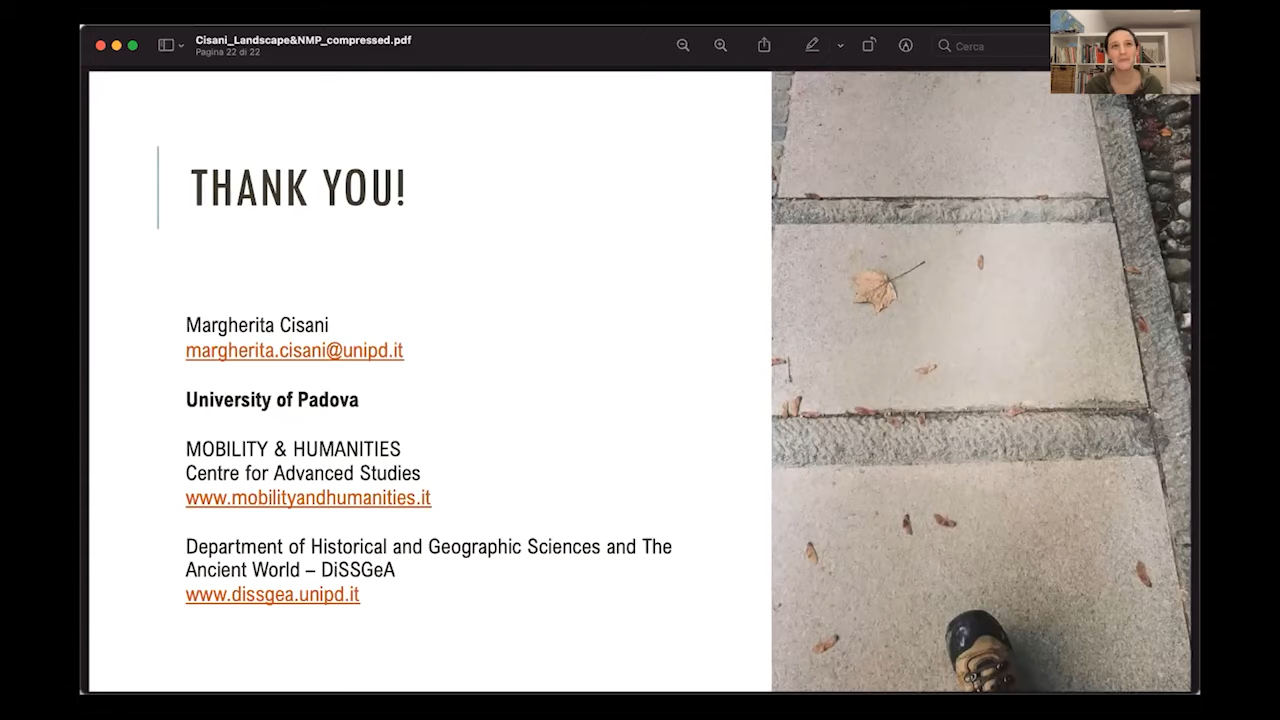 Cisani_Landscape&NMP_compressed.pdf
Pagina 22 di 22
Cerca
THANK YOU!
Margherita Cisani
margherita.cisani@unipd.it
University of Padova
MOBILITY & HUMANITIES
Centre for Advanced Studies
www.mobilityandhumanities.it
Department of Historical and Geographic Sciences and The
Ancient World – DiSSGeA
www.dissgea.unipd.it